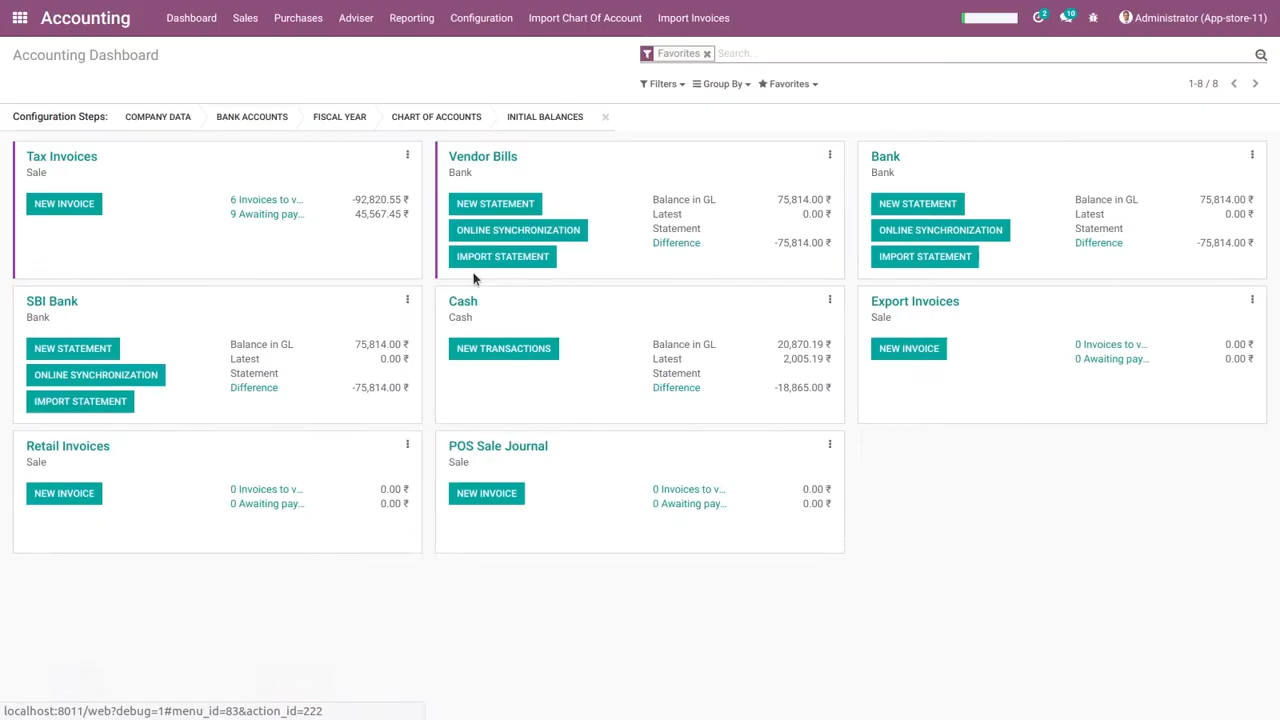 Accounting Dashboard Sales Purchases Adviser Reporting Configuration Import Chart Of Account Import Invoices 2 10 Administrator (App-store-11)
Accounting Dashboard
Favorites × Search...
Filters Group By Favorites 1-8 / 8
Configuration Steps: COMPANY DATA BANK ACCOUNTS FISCAL YEAR CHART OF ACCOUNTS INITIAL BALANCES ×
Tax Invoices
Sale
NEW INVOICE
6 Invoices to v... -92,820.55 ₹
9 Awaiting pay... 45,567.45 ₹
Vendor Bills
Bank
NEW STATEMENT
ONLINE SYNCHRONIZATION
IMPORT STATEMENT
Balance in GL 75,814.00 ₹
Latest 0.00 ₹
Statement
Difference -75,814.00 ₹
Bank
Bank
NEW STATEMENT
ONLINE SYNCHRONIZATION
IMPORT STATEMENT
Balance in GL 75,814.00 ₹
Latest 0.00 ₹
Statement
Difference -75,814.00 ₹
SBI Bank
Bank
NEW STATEMENT
ONLINE SYNCHRONIZATION
IMPORT STATEMENT
Balance in GL 75,814.00 ₹
Latest 0.00 ₹
Statement
Difference -75,814.00 ₹
Cash
Cash
NEW TRANSACTIONS
Balance in GL 20,870.19 ₹
Latest 2,005.19 ₹
Statement
Difference -18,865.00 ₹
Export Invoices
Sale
NEW INVOICE
0 Invoices to v... 0.00 ₹
0 Awaiting pay... 0.00 ₹
Retail Invoices
Sale
NEW INVOICE
0 Invoices to v... 0.00 ₹
0 Awaiting pay... 0.00 ₹
POS Sale Journal
Sale
NEW INVOICE
0 Invoices to v... 0.00 ₹
0 Awaiting pay... 0.00 ₹
localhost:8011/web?debug=1#menu_id=83&action_id=222